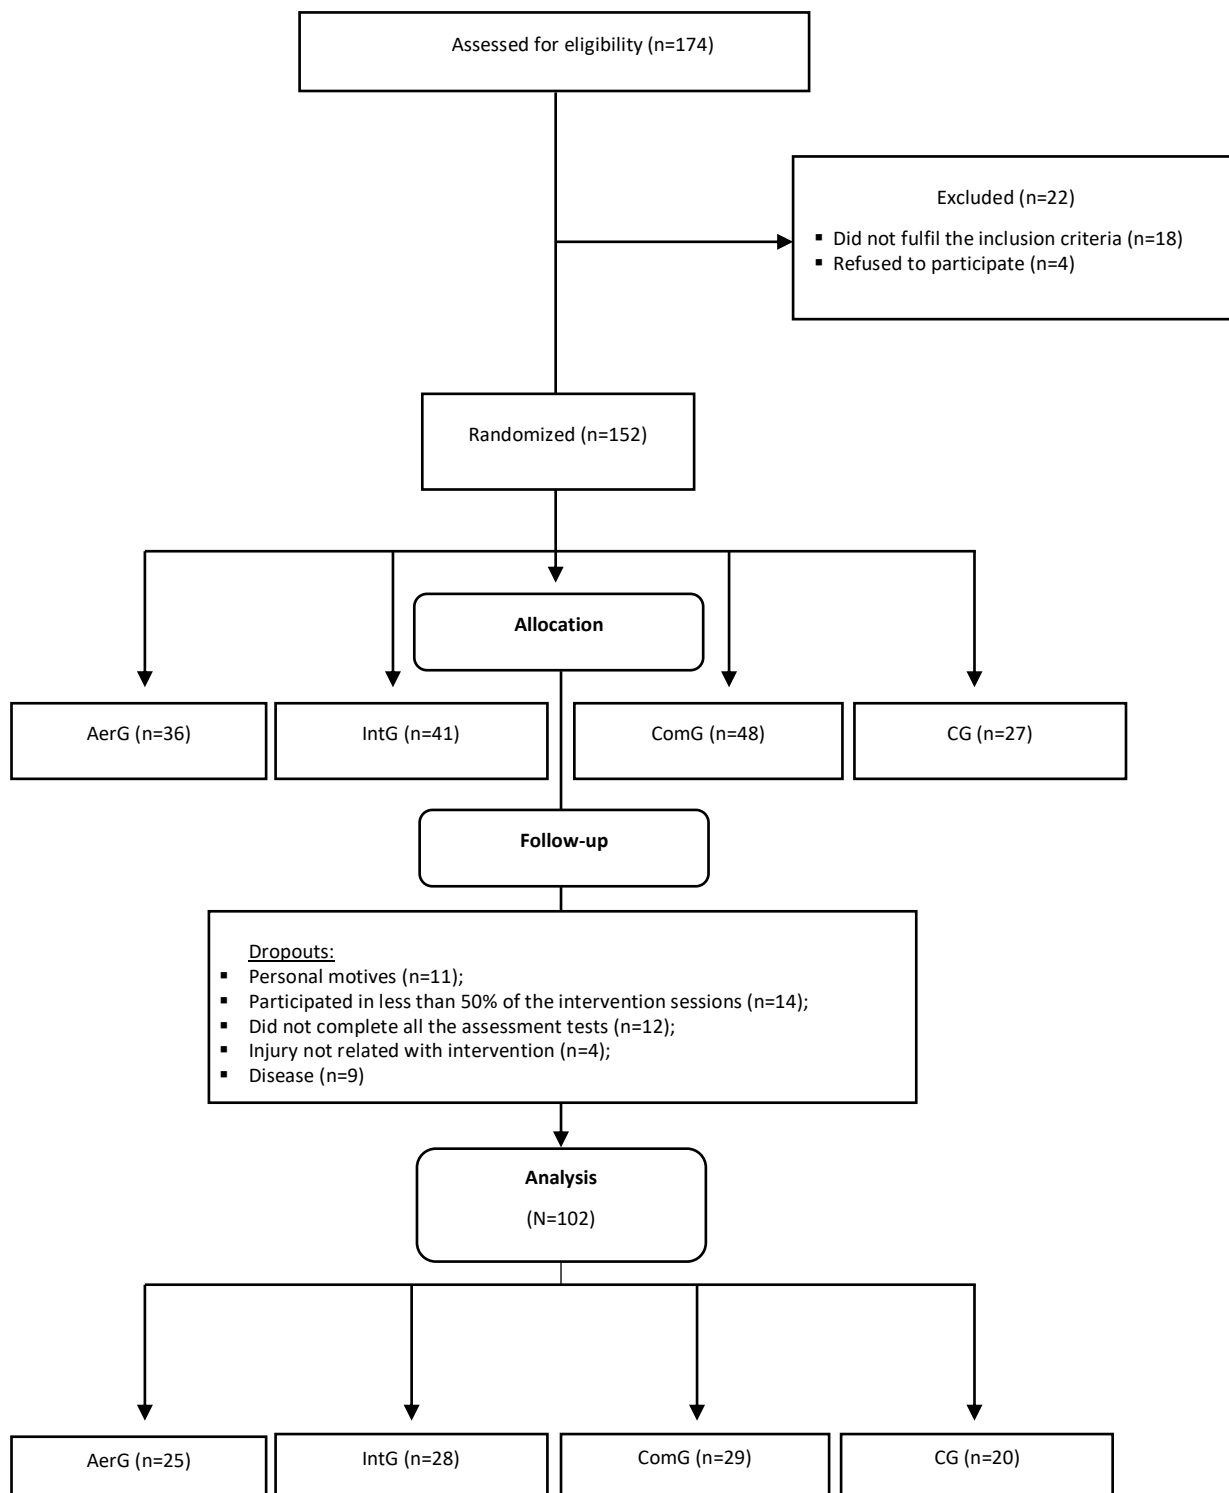 Assessed for eligibility (n=174)
Excluded (n=22)
▪ Did not fulfil the inclusion criteria (n=18)
▪ Refused to participate (n=4)
Randomized (n=152)
Allocation
AerG (n=36)
IntG (n=41)
ComG (n=48)
CG (n=27)
Follow-up
Dropouts:
▪ Personal motives (n=11);
▪ Participated in less than 50% of the intervention sessions (n=14);
▪ Did not complete all the assessment tests (n=12);
▪ Injury not related with intervention (n=4);
▪ Disease (n=9)
Analysis
(N=102)
AerG (n=25)
IntG (n=28)
ComG (n=29)
CG (n=20)